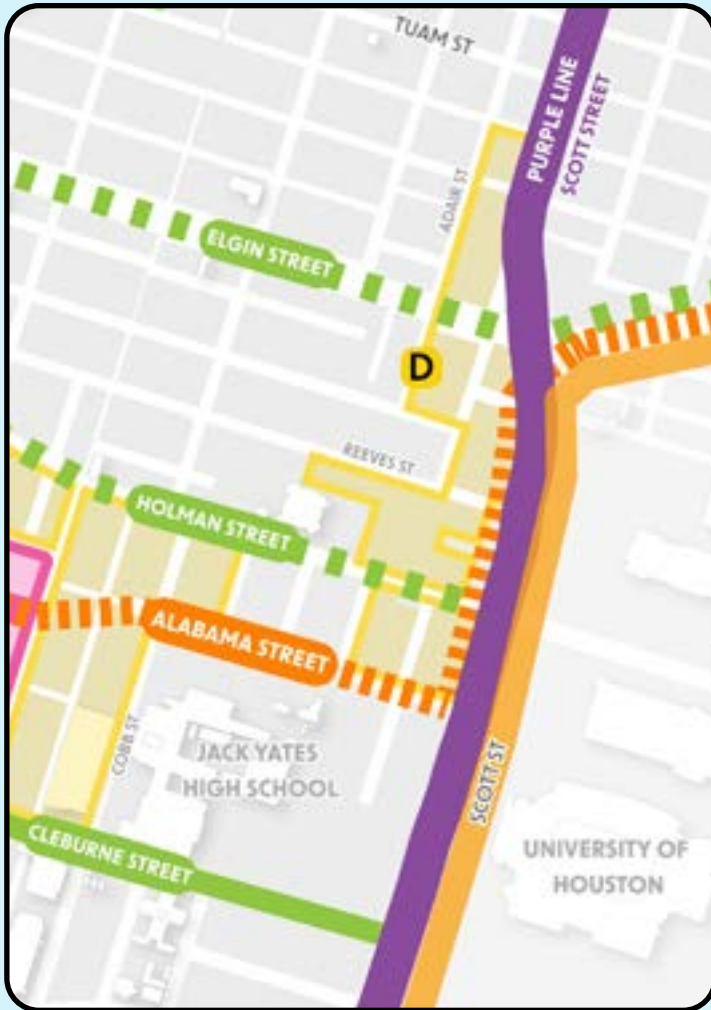 TUAM ST
PURPLE LINE
SCOTT STREET
ADAIR ST
ELGIN STREET
D
REEVES ST
HOLMAN STREET
ALABAMA STREET
COBB ST
JACK YATES
HIGH SCHOOL
SCOTT ST
CLEBURNE STREET
UNIVERSITY OF
HOUSTON